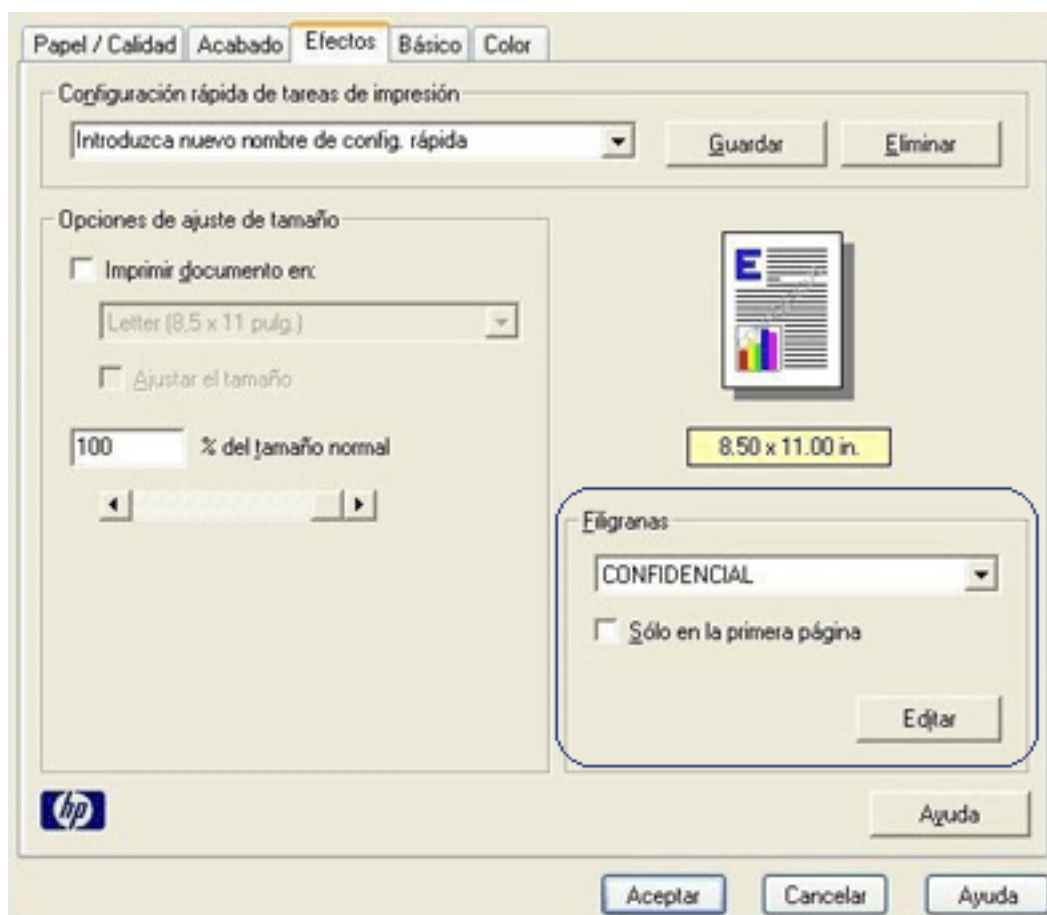 Papel / Calidad Acabado Efectos Básico Color
Configuración rápida de tareas de impresión
Introduzca nuevo nombre de config. rápida Guardar Eliminar
Opciones de ajuste de tamaño
Imprimir documento en:
Letter (8,5 x 11 pulg.)
Ajustar el tamaño
100 % del tamaño normal
E
8.50 x 11.00 in.
Filigranas
CONFIDENCIAL
Sólo en la primera página
Editar
hp
Ayuda
Aceptar Cancelar Ayuda